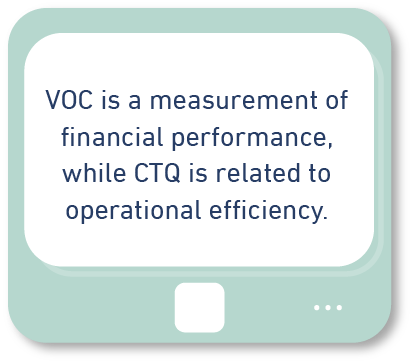 VOC is a measurement of
financial performance,
while CTQ is related to
operational efficiency.